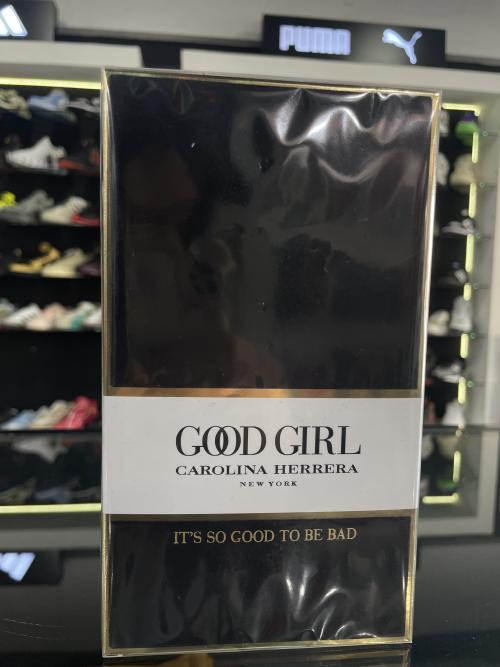 PUMA
GOOD GIRL
CAROLINA HERRERA
NEW YORK
IT'S SO GOOD TO BE BAD